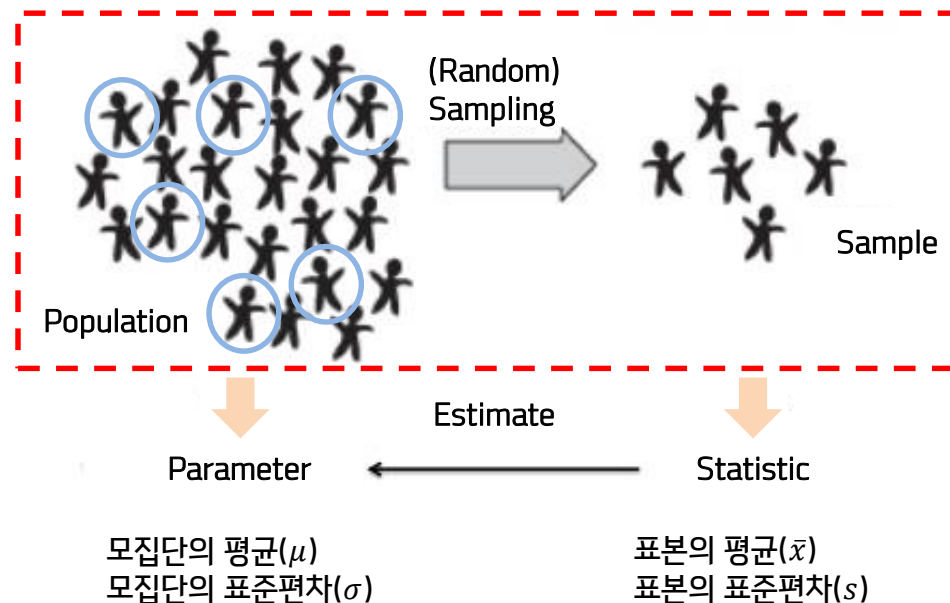 (Random)
Sampling
Population
Sample
Estimate
Parameter
Statistic
모집단의 평균(μ)
모집단의 표준편차(σ)
표본의 평균(x̄)
표본의 표준편차(s)